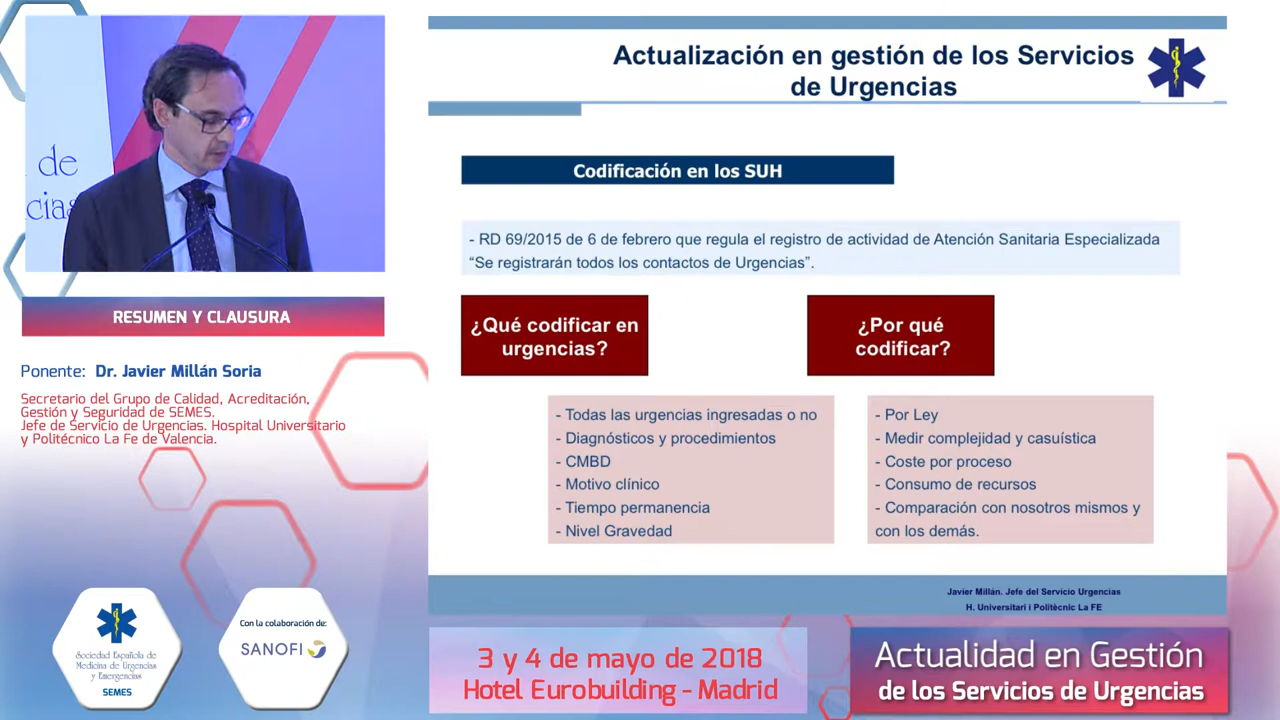 de
cias
RESUMEN Y CLAUSURA
Ponente: Dr. Javier Millán Soria
Secretario del Grupo de Calidad, Acreditación,
Gestión y Seguridad de SEMES.
Jefe de Servicio de Urgencias. Hospital Universitario
y Politécnico La Fe de Valencia.
Sociedad Española de
Medicina de Urgencias
y Emergencias
SEMES
Con la colaboración de:
SANOFI
Actualización en gestión de los Servicios
de Urgencias
Codificación en los SUH
- RD 69/2015 de 6 de febrero que regula el registro de actividad de Atención Sanitaria Especializada
“Se registrarán todos los contactos de Urgencias”.
¿Qué codificar en
urgencias?
- Todas las urgencias ingresadas o no
- Diagnósticos y procedimientos
- CMBD
- Motivo clínico
- Tiempo permanencia
- Nivel Gravedad
¿Por qué
codificar?
- Por Ley
- Medir complejidad y casuística
- Coste por proceso
- Consumo de recursos
- Comparación con nosotros mismos y
con los demás.
Javier Millán. Jefe del Servicio Urgencias
H. Universitari i Politècnic La FE
3 y 4 de mayo de 2018
Hotel Eurobuilding - Madrid
Actualidad en Gestión
de los Servicios de Urgencias